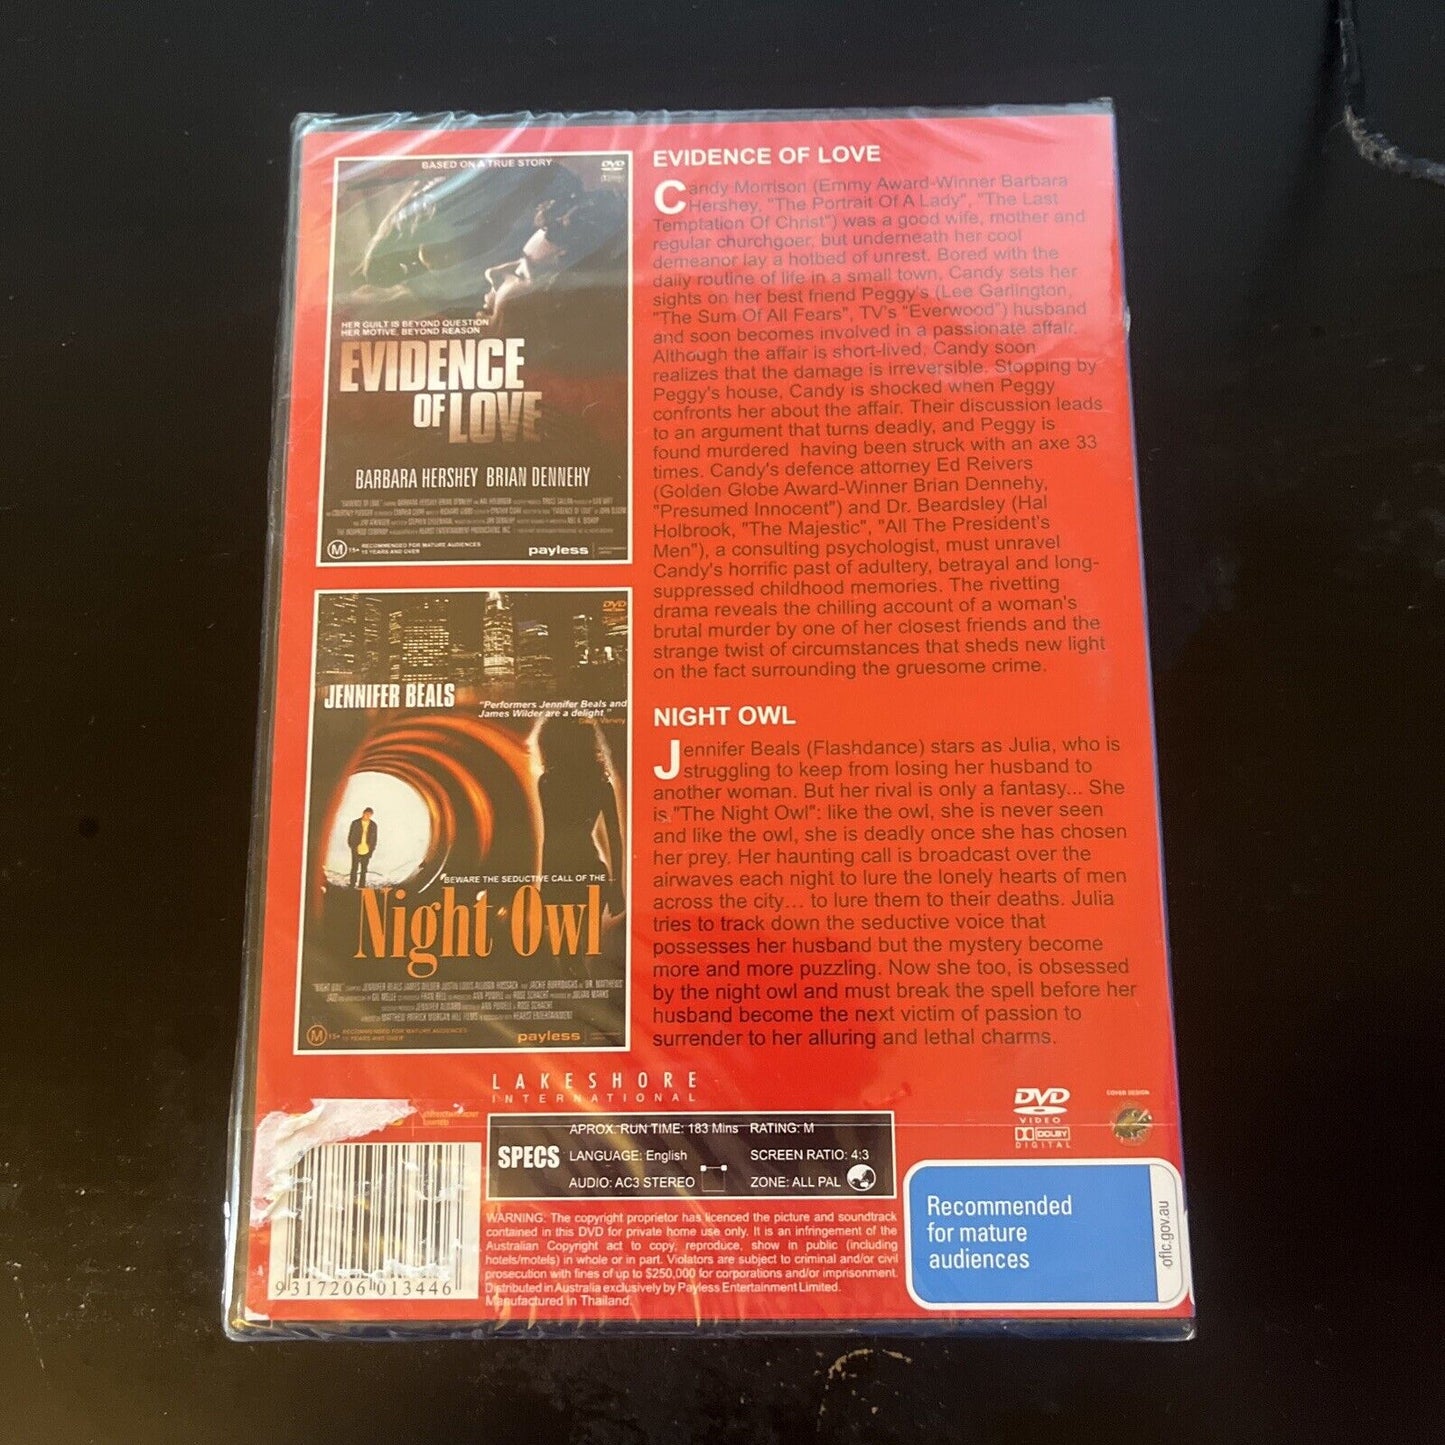 BASED ON A TRUE STORY
DVD
HER GUILT IS BEYOND QUESTION
HER MOTIVE, BEYOND REASON
EVIDENCE
OF LOVE
BARBARA HERSHEY BRIAN DENNEHY
M 15+ RECOMMENDED FOR MATURE AUDIENCES
15 YEARS AND OVER
payless
EVIDENCE OF LOVE
Candy Morrison (Emmy Award-Winner Barbara
Hershey, "The Portrait Of A Lady", "The Last
Temptation Of Christ") was a good wife, mother and
regular churchgoer, but underneath her cool
demeanor lay a hotbed of unrest. Bored with the
daily routine of life in a small town, Candy sets her
sights on her best friend Peggy's (Lee Garlington,
"The Sum Of All Fears", TV's "Everwood") husband
and soon becomes involved in a passionate affair.
Although the affair is short-lived, Candy soon
realizes that the damage is irreversible. Stopping by
Peggy's house, Candy is shocked when Peggy
confronts her about the affair. Their discussion leads
to an argument that turns deadly, and Peggy is
found murdered having been struck with an axe 33
times. Candy's defence attorney Ed Reivers
(Golden Globe Award-Winner Brian Dennehy,
"Presumed Innocent") and Dr. Beardsley (Hal
Holbrook, "The Majestic", "All The President's
Men"), a consulting psychologist, must unravel
Candy's horrific past of adultery, betrayal and long-
suppressed childhood memories. The rivetting
drama reveals the chilling account of a woman's
brutal murder by one of her closest friends and the
strange twist of circumstances that sheds new light
on the fact surrounding the gruesome crime.
DVD
JENNIFER BEALS
"Performers Jennifer Beals and
James Wilder are a delight."
BEWARE THE SEDUCTIVE CALL OF THE ...
Night Owl
M 15+ RECOMMENDED FOR MATURE AUDIENCES
15 YEARS AND OVER
payless
NIGHT OWL
Jennifer Beals (Flashdance) stars as Julia, who is
struggling to keep from losing her husband to
another woman. But her rival is only a fantasy... She
is "The Night Owl": like the owl, she is never seen
and like the owl, she is deadly once she has chosen
her prey. Her haunting call is broadcast over the
airwaves each night to lure the lonely hearts of men
across the city... to lure them to their deaths. Julia
tries to track down the seductive voice that
possesses her husband but the mystery become
more and more puzzling. Now she too, is obsessed
by the night owl and must break the spell before her
husband become the next victim of passion to
surrender to her alluring and lethal charms.
LAKESHORE
INTERNATIONAL
DVD
VIDEO
DOLBY
DIGITAL
COVER DESIGN
SPECS
APROX. RUN TIME: 183 Mins RATING: M
LANGUAGE: English SCREEN RATIO: 4:3
AUDIO: AC3 STEREO ZONE: ALL PAL
WARNING: The copyright proprietor has licenced the picture and soundtrack
contained in this DVD for private home use only. It is an infringement of the
Australian Copyright act to copy, reproduce, show in public (including
hotels/motels) in whole or in part. Violators are subject to criminal and/or civil
prosecution with fines of up to $250,000 for corporations and/or imprisonment.
Distributed in Australia exclusively by Payless Entertainment Limited.
Manufactured in Thailand.
9 317206 013446
Recommended
for mature
audiences
oflc.gov.au